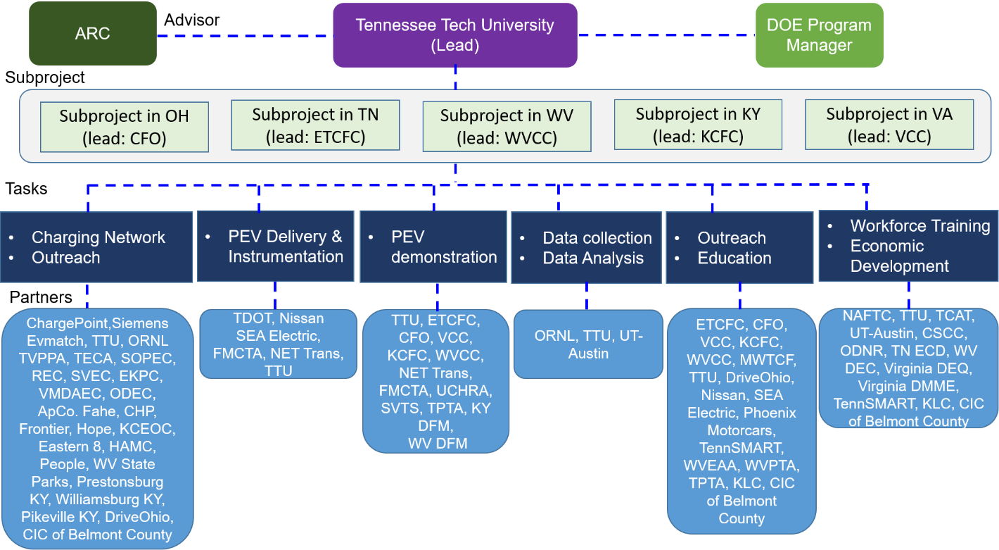 ARC
Advisor
Tennessee Tech University
(Lead)
DOE Program
Manager
Subproject
Subproject in OH
(lead: CFO)
Subproject in TN
(lead: ETCFC)
Subproject in WV
(lead: WVCC)
Subproject in KY
(lead: KCFC)
Subproject in VA
(lead: VCC)
Tasks
• Charging Network
• Outreach
• PEV Delivery &
Instrumentation
• PEV
demonstration
• Data collection
• Data Analysis
• Outreach
• Education
• Workforce Training
• Economic
Development
Partners
ChargePoint,Siemens
Evmatch, TTU, ORNL
TVPPA, TECA, SOPEC,
REC, SVEC, EKPC,
VMDAEC, ODEC,
ApCo. Fahe, CHP,
Frontier, Hope, KCEOC,
Eastern 8, HAMC,
People, WV State
Parks, Prestonsburg
KY, Williamsburg KY,
Pikeville KY, DriveOhio,
CIC of Belmont County
TDOT, Nissan
SEA Electric,
FMCTA, NET Trans,
TTU
TTU, ETCFC,
CFO, VCC,
KCFC, WVCC,
NET Trans,
FMCTA, UCHRA,
SVTS, TPTA, KY
DFM,
WV DFM
ORNL, TTU, UT-
Austin
ETCFC, CFO,
VCC, KCFC,
WVCC, MWTCF,
TTU, DriveOhio,
Nissan, SEA
Electric, Phoenix
Motorcars,
TennSMART,
WVEAA, WVPTA,
TPTA, KLC, CIC
of Belmont
County
NAFTC, TTU, TCAT,
UT-Austin, CSCC,
ODNR, TN ECD, WV
DEC, Virginia DEQ,
Virginia DMME,
TennSMART, KLC, CIC
of Belmont County